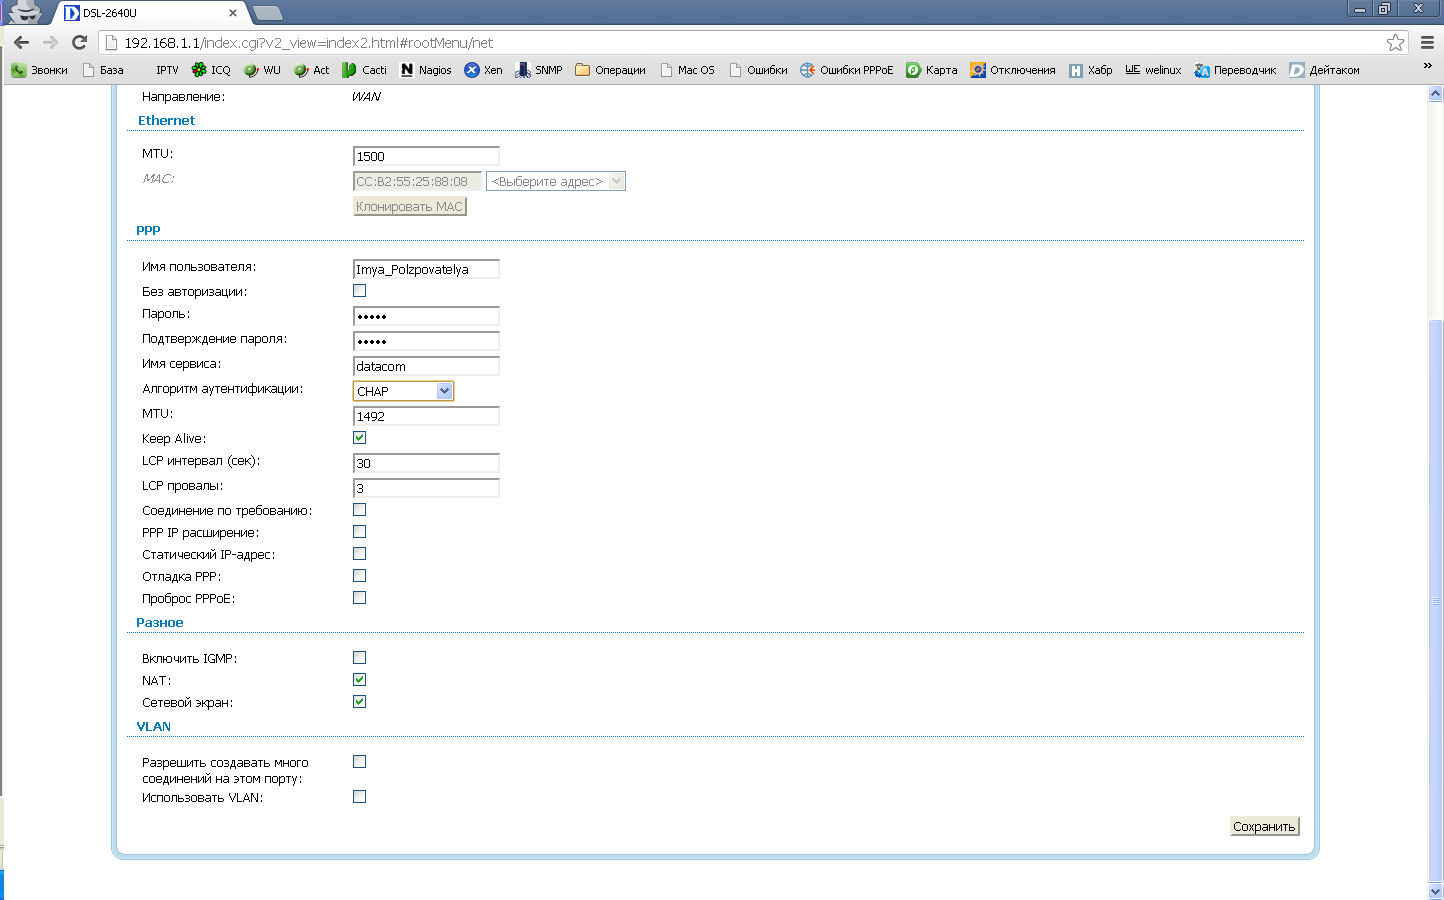 DSL-2640U
192.168.1.1/index.cgi?v2_view=index2.html#rootMenu/net
Звонки База IPTV ICQ WU Act Cacti Nagios Xen SNMP Операции Mac OS Ошибки Ошибки PPPoE Карта Отключения Хабр welinux Переводчик Дейтаком »
Направление: WAN
Ethernet
MTU: 1500
MAC: CC:B2:55:25:88:08 <Выберите адрес>
Клонировать MAC
PPP
Имя пользователя: Imya_Polzpovatelya
Без авторизации:
Пароль: •••••
Подтверждение пароля: •••••
Имя сервиса: datacom
Алгоритм аутентификации: CHAP
MTU: 1492
Keep Alive:
LCP интервал (сек): 30
LCP провалы: 3
Соединение по требованию:
PPP IP расширение:
Статический IP-адрес:
Отладка PPP:
Проброс PPPoE:
Разное
Включить IGMP:
NAT:
Сетевой экран:
VLAN
Разрешить создавать много
соединений на этом порту:
Использовать VLAN:
Сохранить